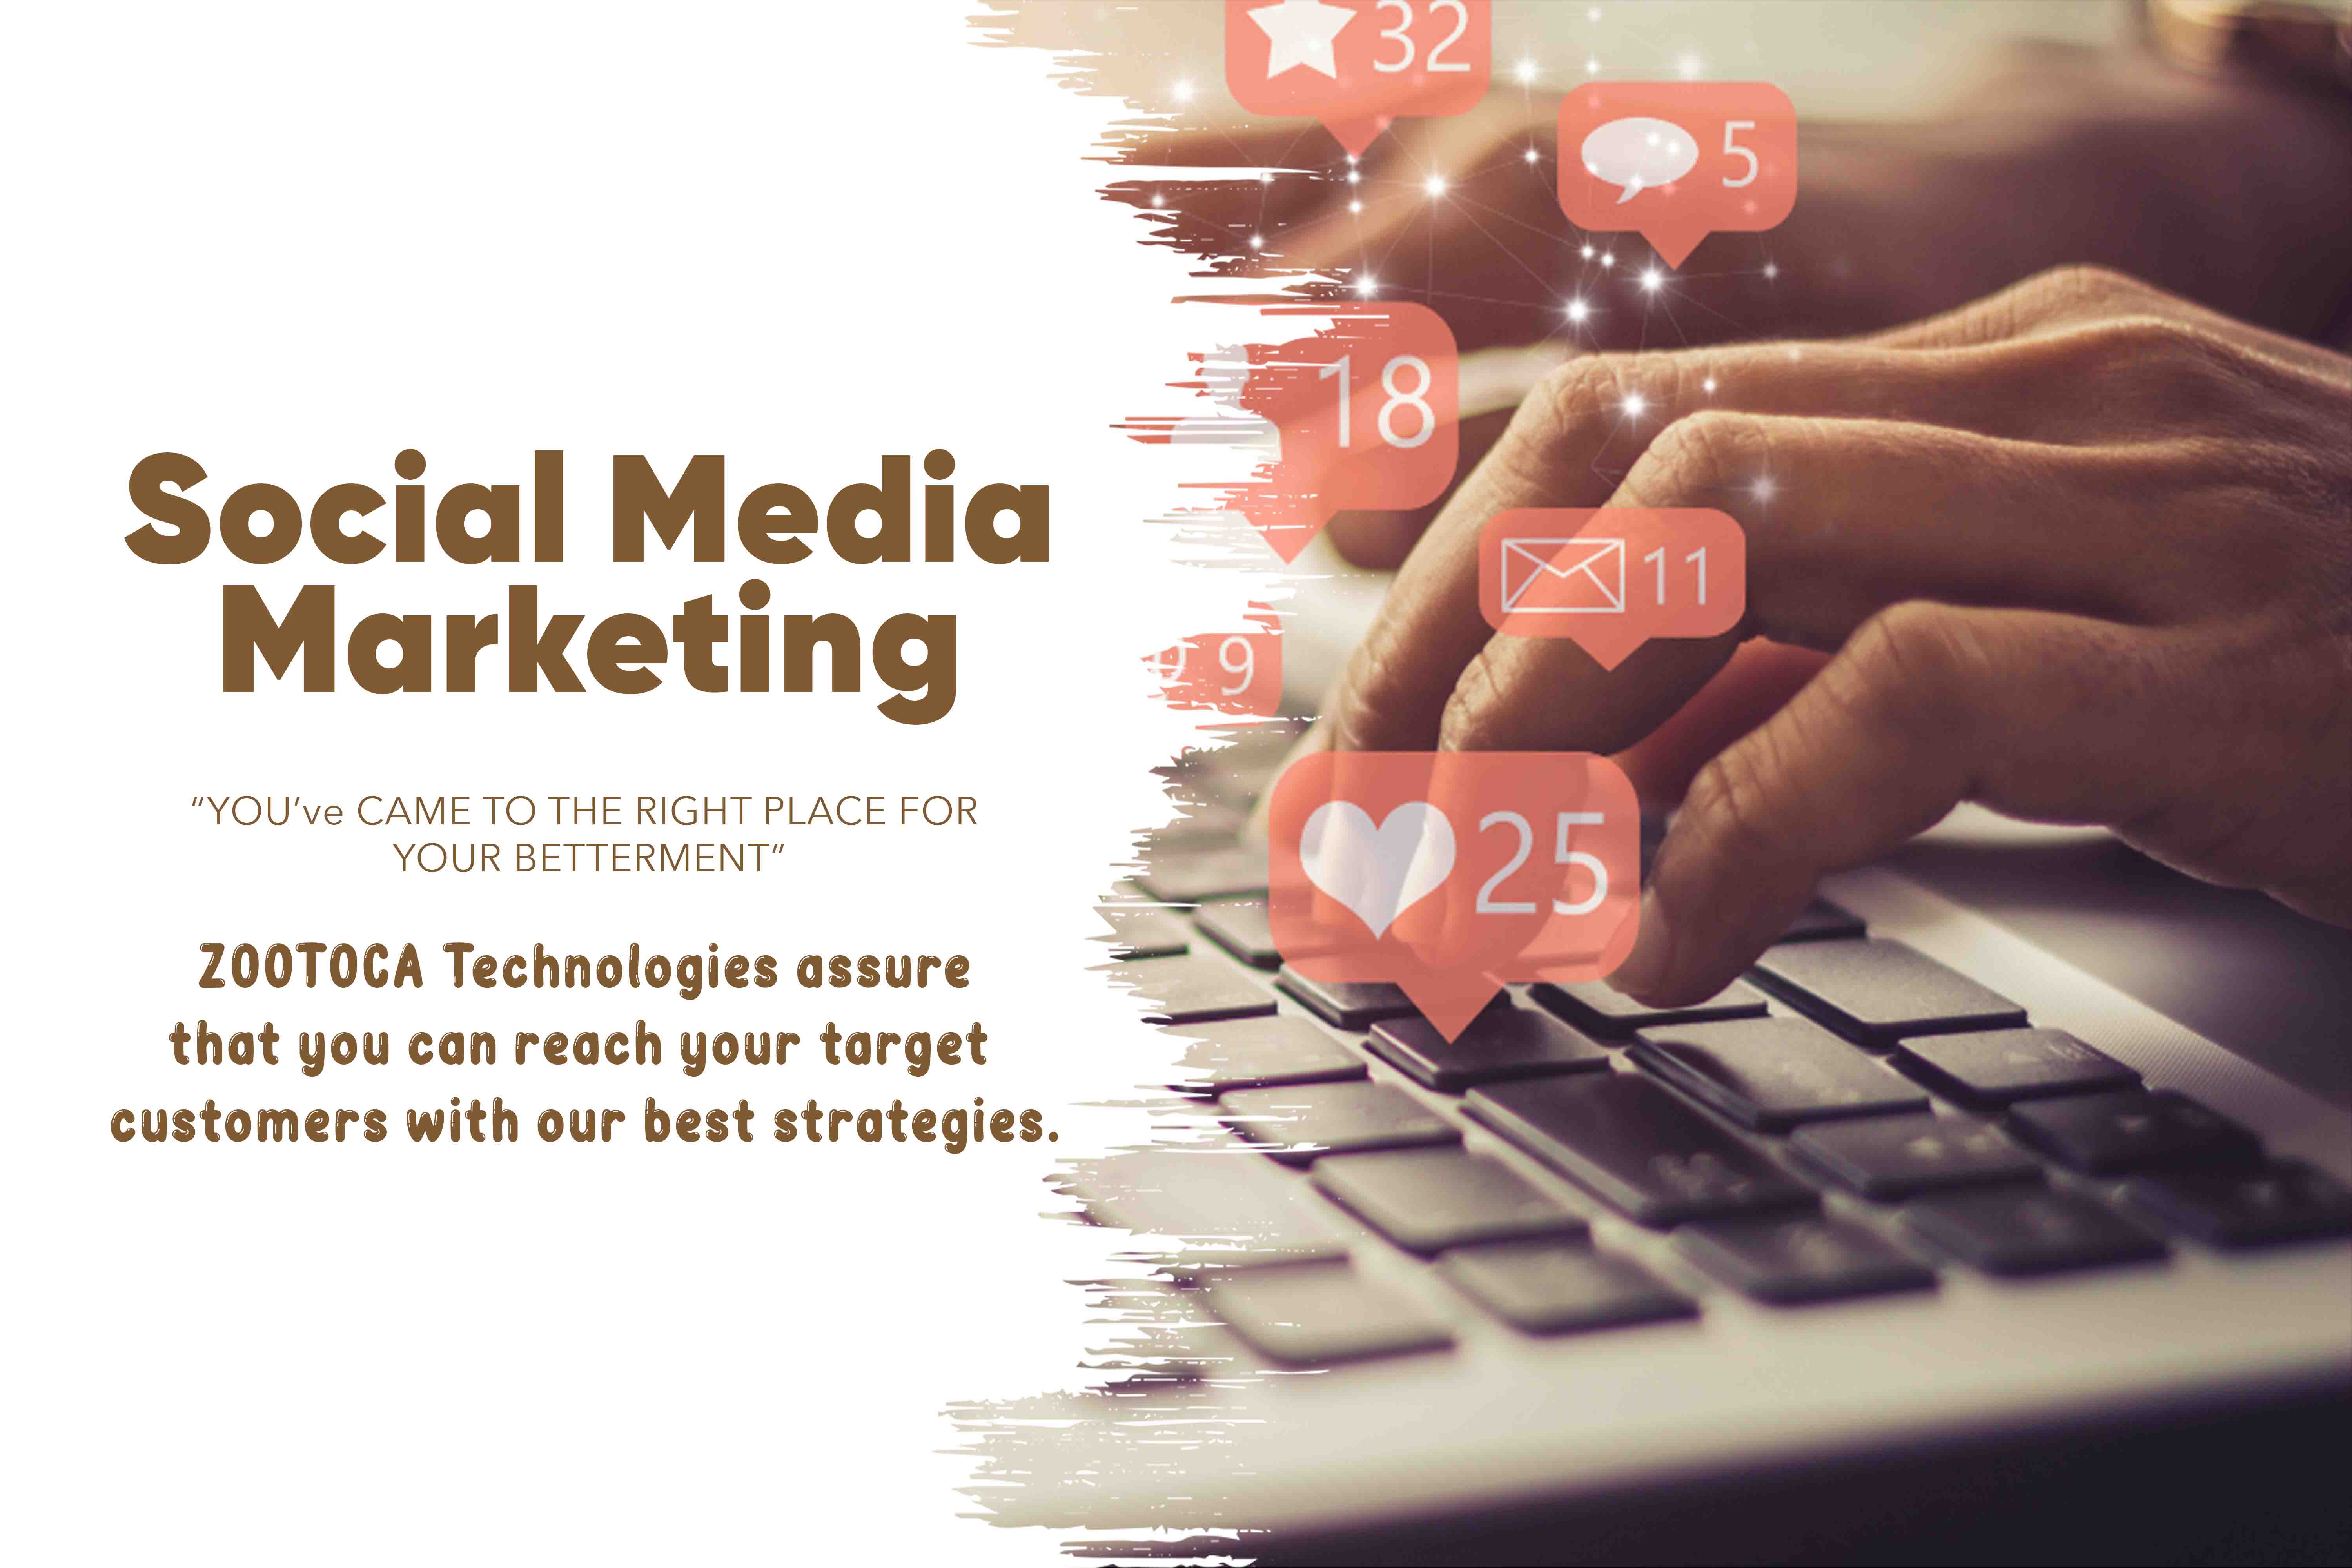 Social Media
Marketing
“YOU’ve CAME TO THE RIGHT PLACE FOR
YOUR BETTERMENT”
ZOOTOCA Technologies assure
that you can reach your target
customers with our best strategies.
32
5
18
11
9
25